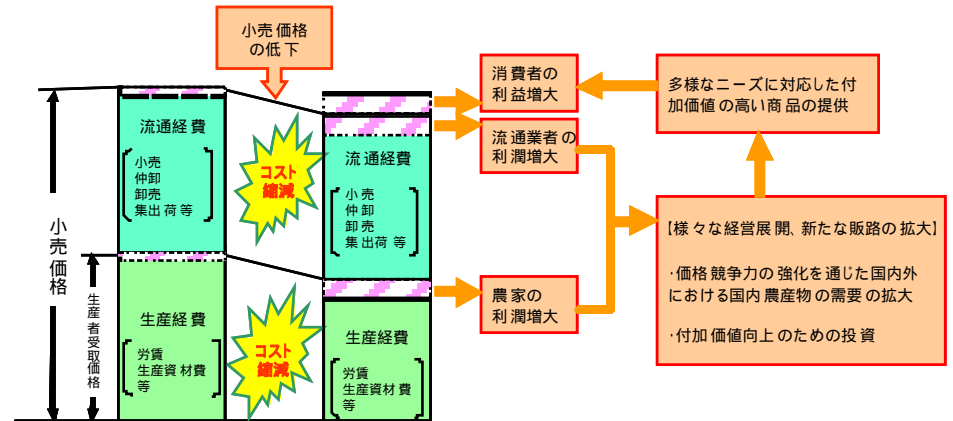 小売価格
の低下
小売価格
生産者受取価格
流通経費
小売
仲卸
卸売
集出荷等
生産経費
労賃
生産資材費
等
コスト
縮減
コスト
縮減
流通経費
小売
仲卸
卸売
集出荷等
生産経費
労賃
生産資材費
等
消費者の
利益増大
流通業者の
利潤増大
農家の
利潤増大
多様なニーズに対応した付
加価値の高い商品の提供
【様々な経営展開、新たな販路の拡大】
・価格競争力の強化を通じた国内外
における国内農産物の需要の拡大
・付加価値向上のための投資